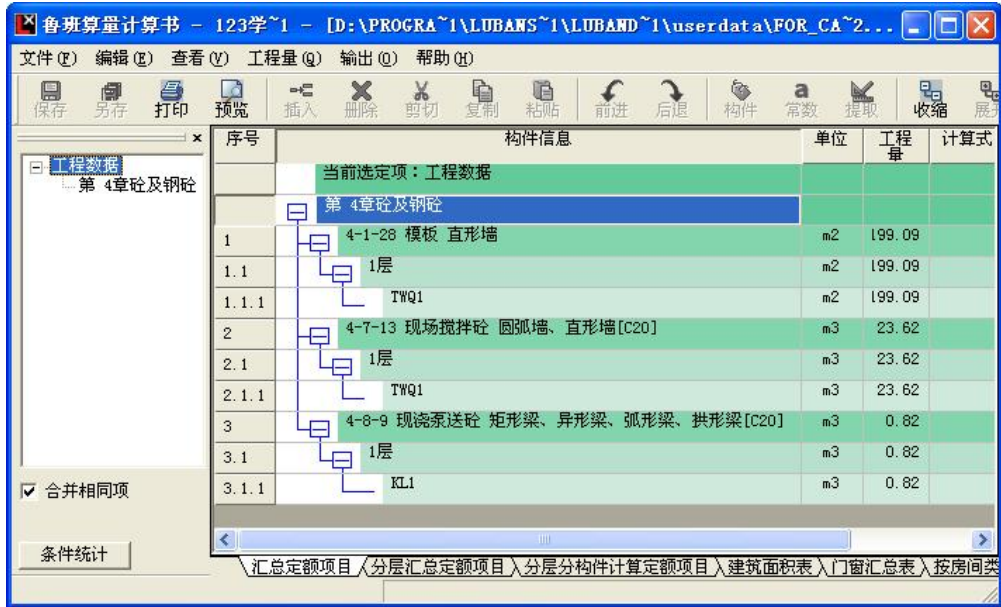 鲁班算量计算书 - 123学~1 - [D:\PROGRA~1\LUBANS~1\LUBAND~1\userdata\FOR_CA~2...
文件(F) 编辑(E) 查看(V) 工程量(Q) 输出(O) 帮助(H)
保存 另存 打印 预览 插入 删除 剪切 复制 粘贴 前进 后退 构件 常数 提取 收缩 展开
工程数据
第 4章砼及钢砼
合并相同项
条件统计
序号 构件信息 单位 工程量 计算式
当前选定项：工程数据
第 4章砼及钢砼
1 4-1-28 模板 直形墙 m2 199.09
1.1 1层 m2 199.09
1.1.1 TWQ1 m2 199.09
2 4-7-13 现场搅拌砼 圆弧墙、直形墙[C20] m3 23.62
2.1 1层 m3 23.62
2.1.1 TWQ1 m3 23.62
3 4-8-9 现浇泵送砼 矩形梁、异形梁、弧形梁、拱形梁[C20] m3 0.82
3.1 1层 m3 0.82
3.1.1 KL1 m3 0.82
汇总定额项目 分层汇总定额项目 分层分构件计算定额项目 建筑面积表 门窗汇总表 按房间类